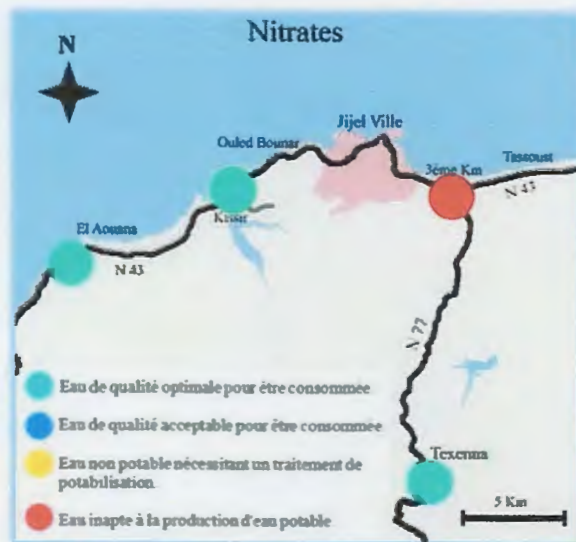 Nitrates
N
Jijel Ville
Ouled Bounar
Tassoust
3éme Km
N 43
Kissir
El Aouana
N 43
N 77
Eau de qualité optimale pour être consommée
Eau de qualité acceptable pour être consommée
Eau non potable nécessitant un traitement de
potabilisation.
Texenna
Eau inapte à la production d'eau potable
5 Km